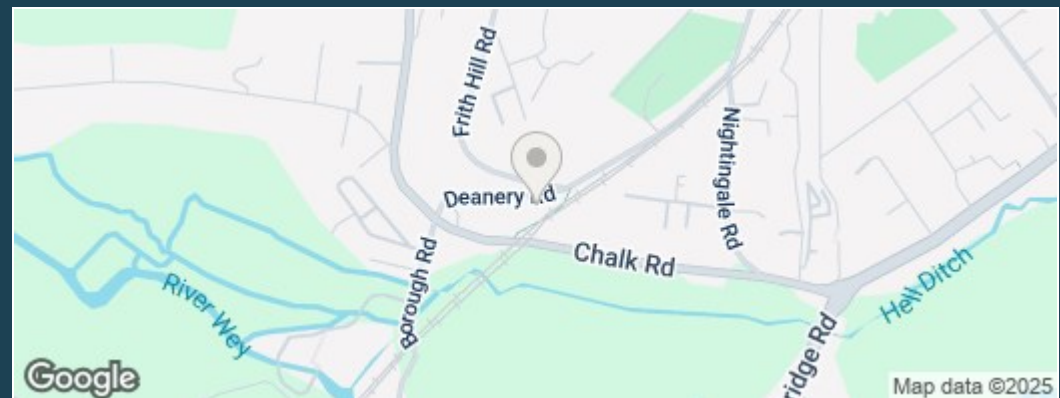 Frith Hill Rd
Nightingale Rd
Deanery Rd
Chalk Rd
Borough Rd
Hell Ditch
River Wey
ridge Rd
Google
Map data ©2025